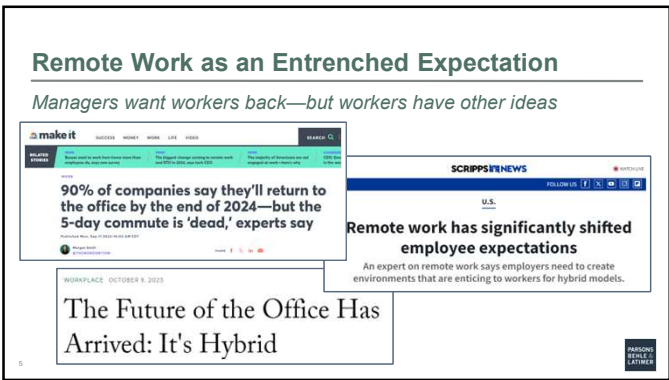 Remote Work as an Entrenched Expectation
Managers want workers back—but workers have other ideas
make it
SUCCESS MONEY WORK LIFE VIDEO
SEARCH
RELATED
STORIES
WORK
90% of companies say they’ll return to
the office by the end of 2024—but the
5-day commute is ‘dead,’ experts say
Morgan Smith
SHARE
SCRIPPS NEWS
WATCH LIVE
FOLLOW US
U.S.
Remote work has significantly shifted
employee expectations
An expert on remote work says employers need to create
environments that are enticing to workers for hybrid models.
WORKPLACE OCTOBER 9, 2023
The Future of the Office Has
Arrived: It's Hybrid
PARSONS
BEHLE &
LATIMER
5